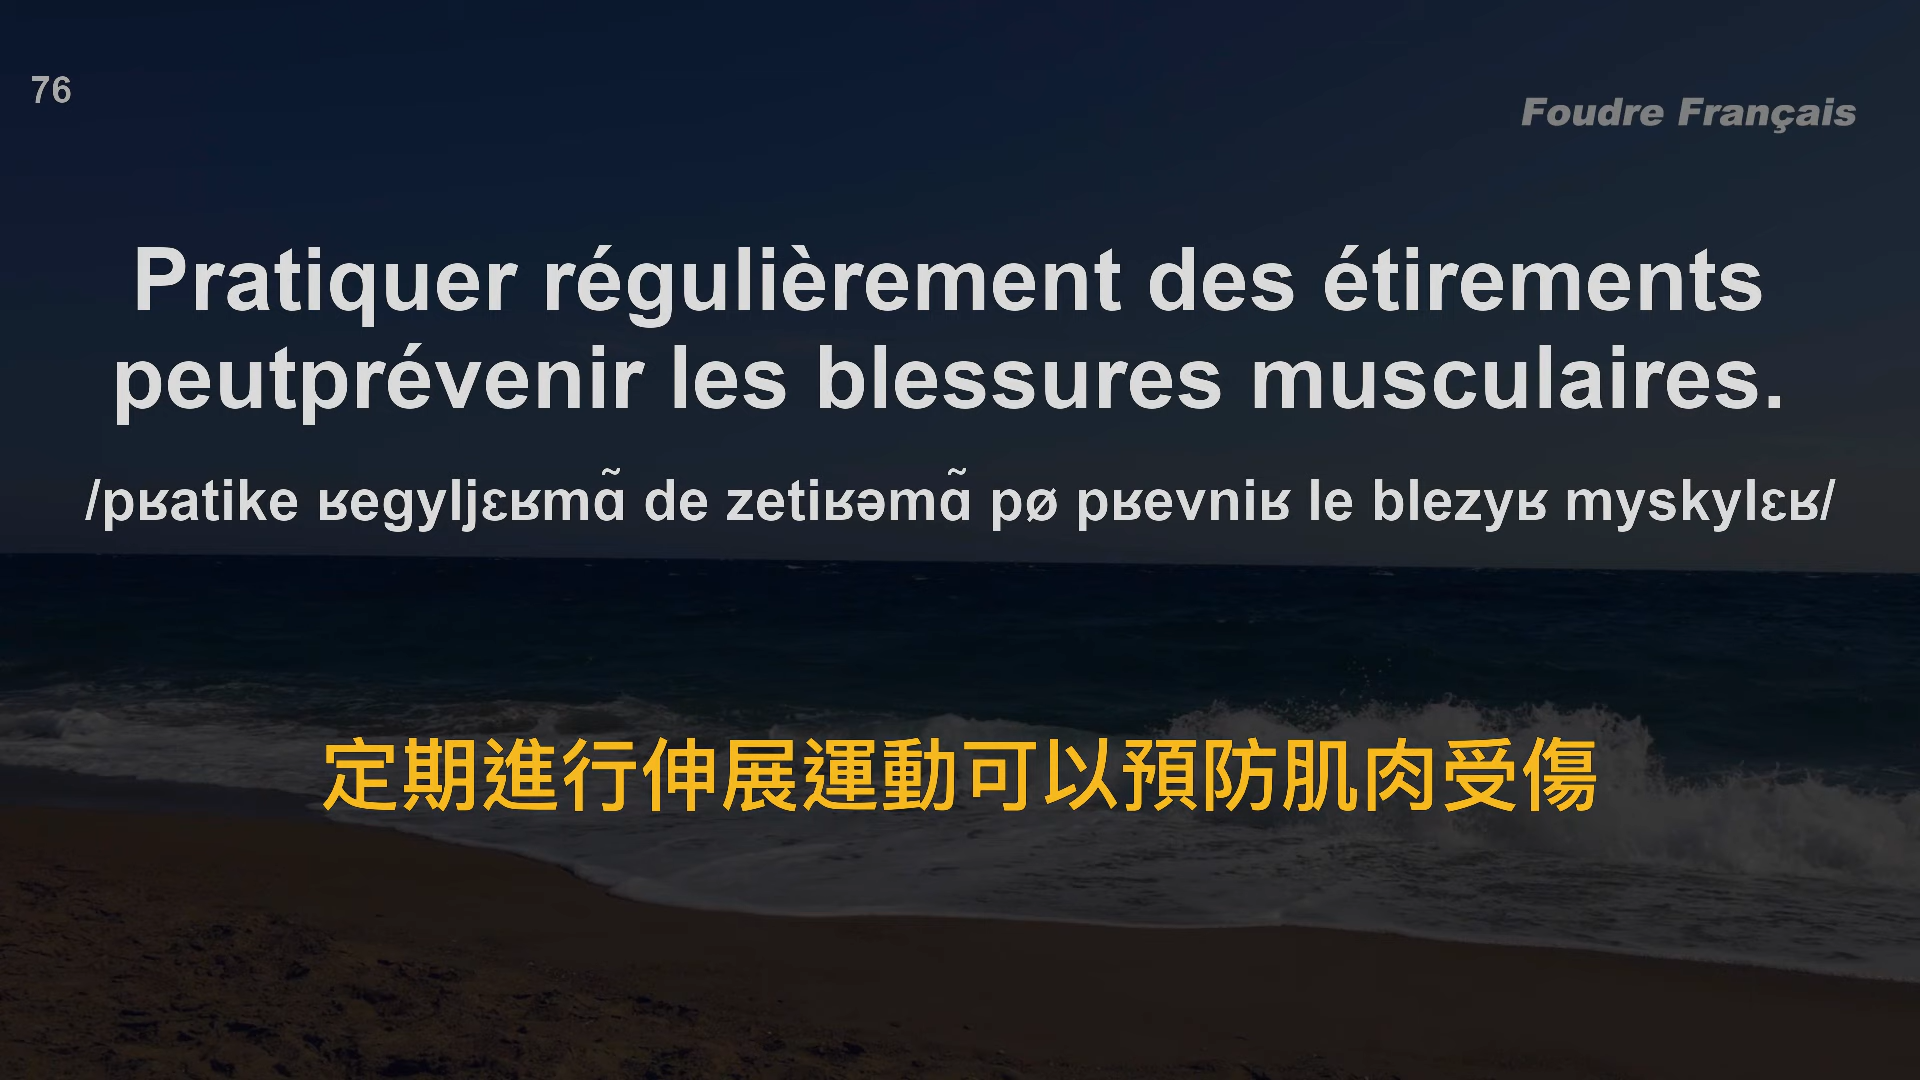 76
Foudre Français
Pratiquer régulièrement des étirements
peutprévenir les blessures musculaires.
/pʁatike ʁegyljɛʁmɑ̃ de zetiʁəmɑ̃ pø pʁevniʁ le blezyʁ myskylɛʁ/
定期進行伸展運動可以預防肌肉受傷